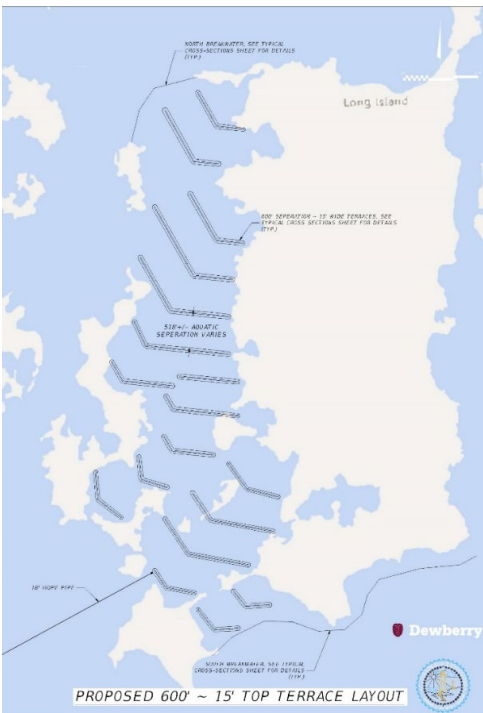 NORTH BREAKWATER, SEE TYPICAL
CROSS-SECTIONS SHEET FOR DETAILS
(TYP.)
Long Island
600' SEPERATION ~ 15' WIDE TERRACES, SEE
TYPICAL CROSS SECTIONS SHEET FOR DETAILS
(TYP.)
518'+/- AQUATIC
SEPERATION VARIES
HDPE PIPE
Dewberry
SOUTH BREAKWATER, SEE TYPICAL
CROSS-SECTIONS SHEET FOR DETAILS
(TYP.)
PROPOSED 600' ~ 15' TOP TERRACE LAYOUT